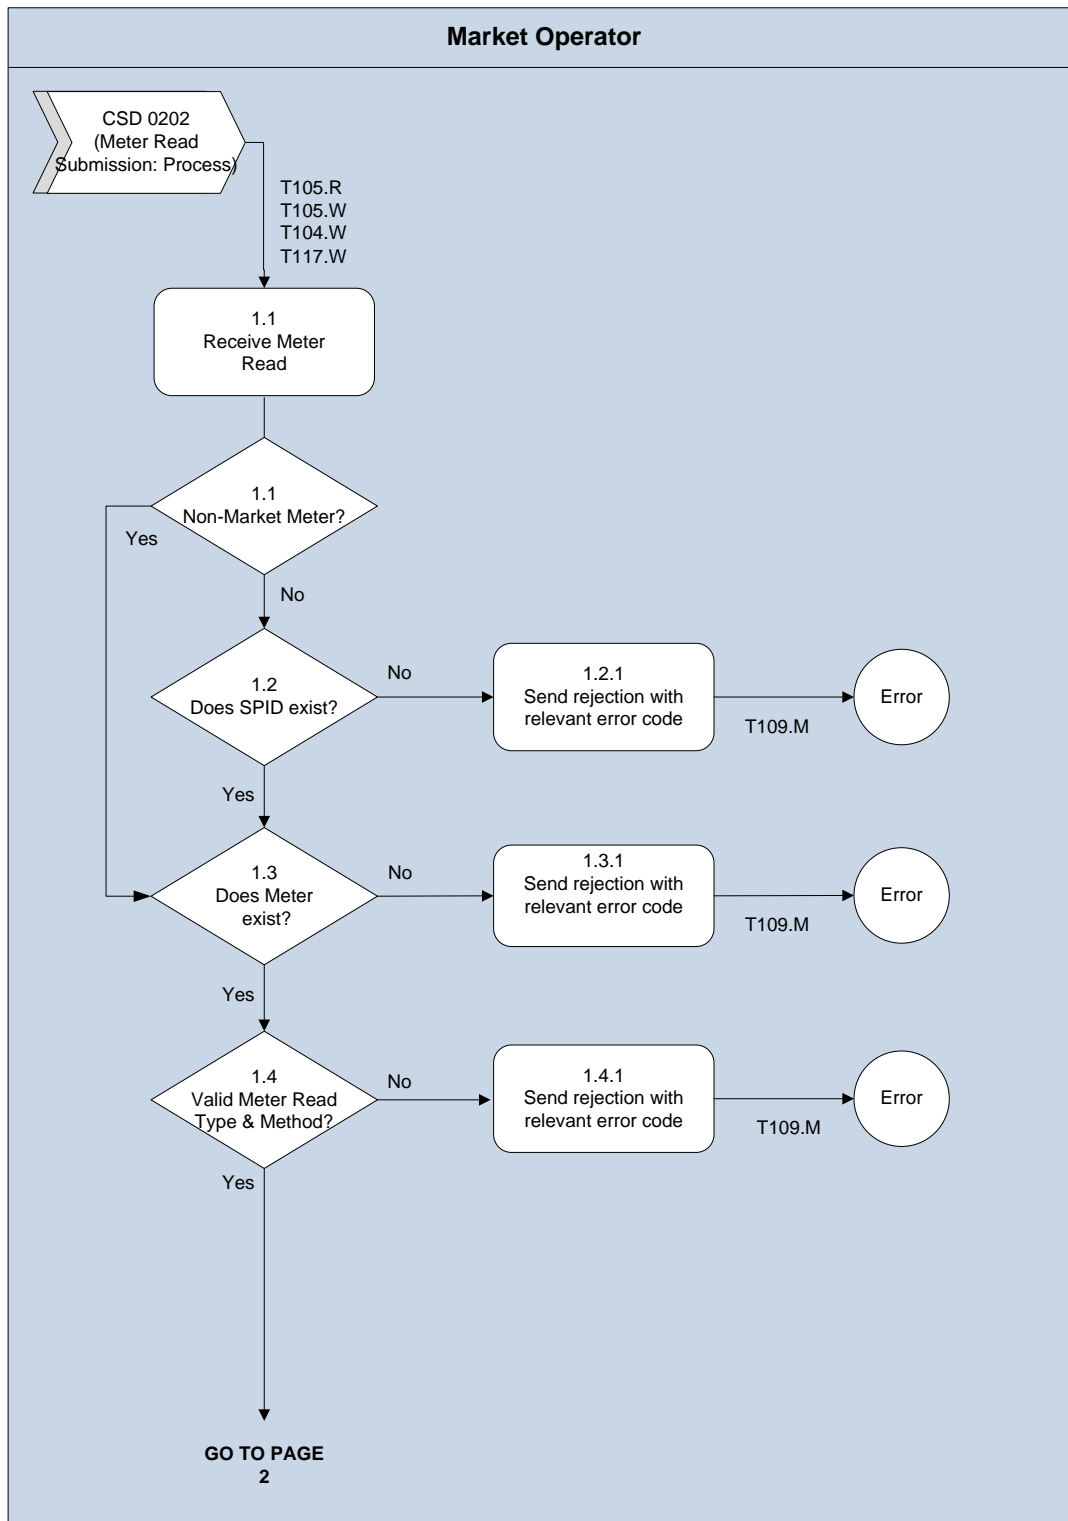 Market Operator
CSD 0202
(Meter Read
Submission: Process)
T105.R
T105.W
T104.W
T117.W
1.1
Receive Meter
Read
1.1
Non-Market Meter?
Yes
No
1.2
Does SPID exist?
No
1.2.1
Send rejection with
relevant error code
T109.M
Error
Yes
1.3
Does Meter
exist?
No
1.3.1
Send rejection with
relevant error code
T109.M
Error
Yes
1.4
Valid Meter Read
Type & Method?
No
1.4.1
Send rejection with
relevant error code
T109.M
Error
Yes
GO TO PAGE
2